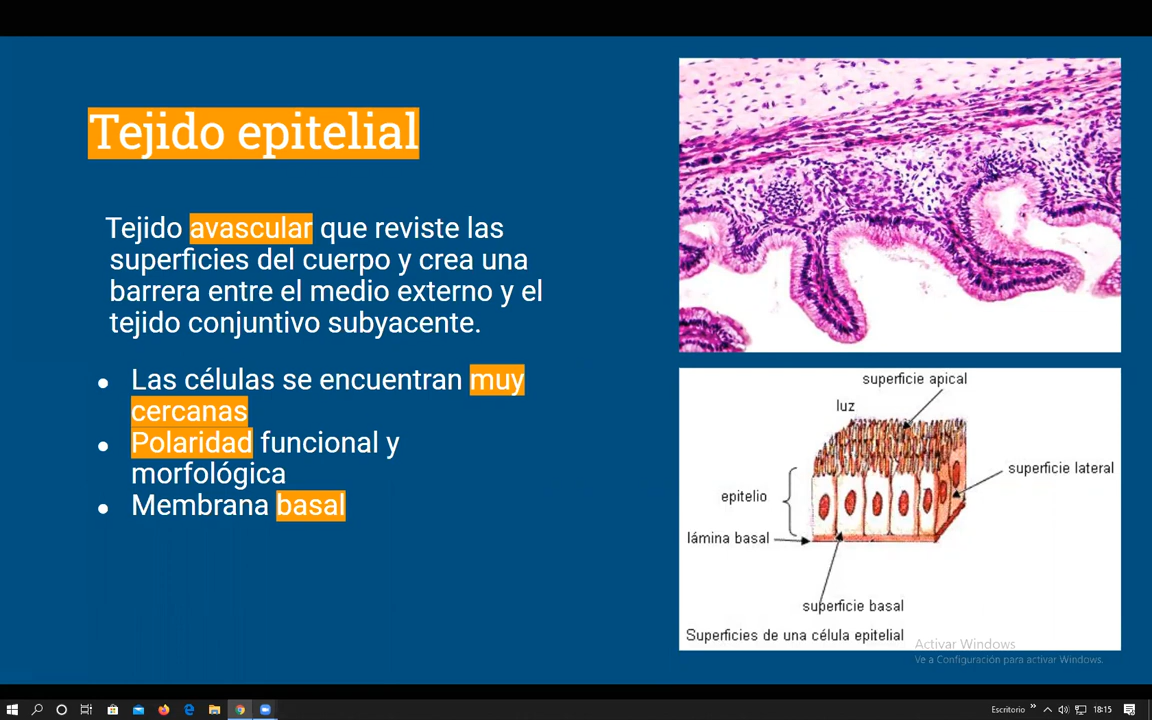 Tejido epitelial
Tejido avascular que reviste las
superficies del cuerpo y crea una
barrera entre el medio externo y el
tejido conjuntivo subyacente.
● Las células se encuentran muy
cercanas
● Polaridad funcional y
morfológica
● Membrana basal
superficie apical
luz
superficie lateral
epitelio
lámina basal
superficie basal
Superficies de una célula epitelial
Activar Windows
Ve a Configuración para activar Windows.
Escritorio
18:15